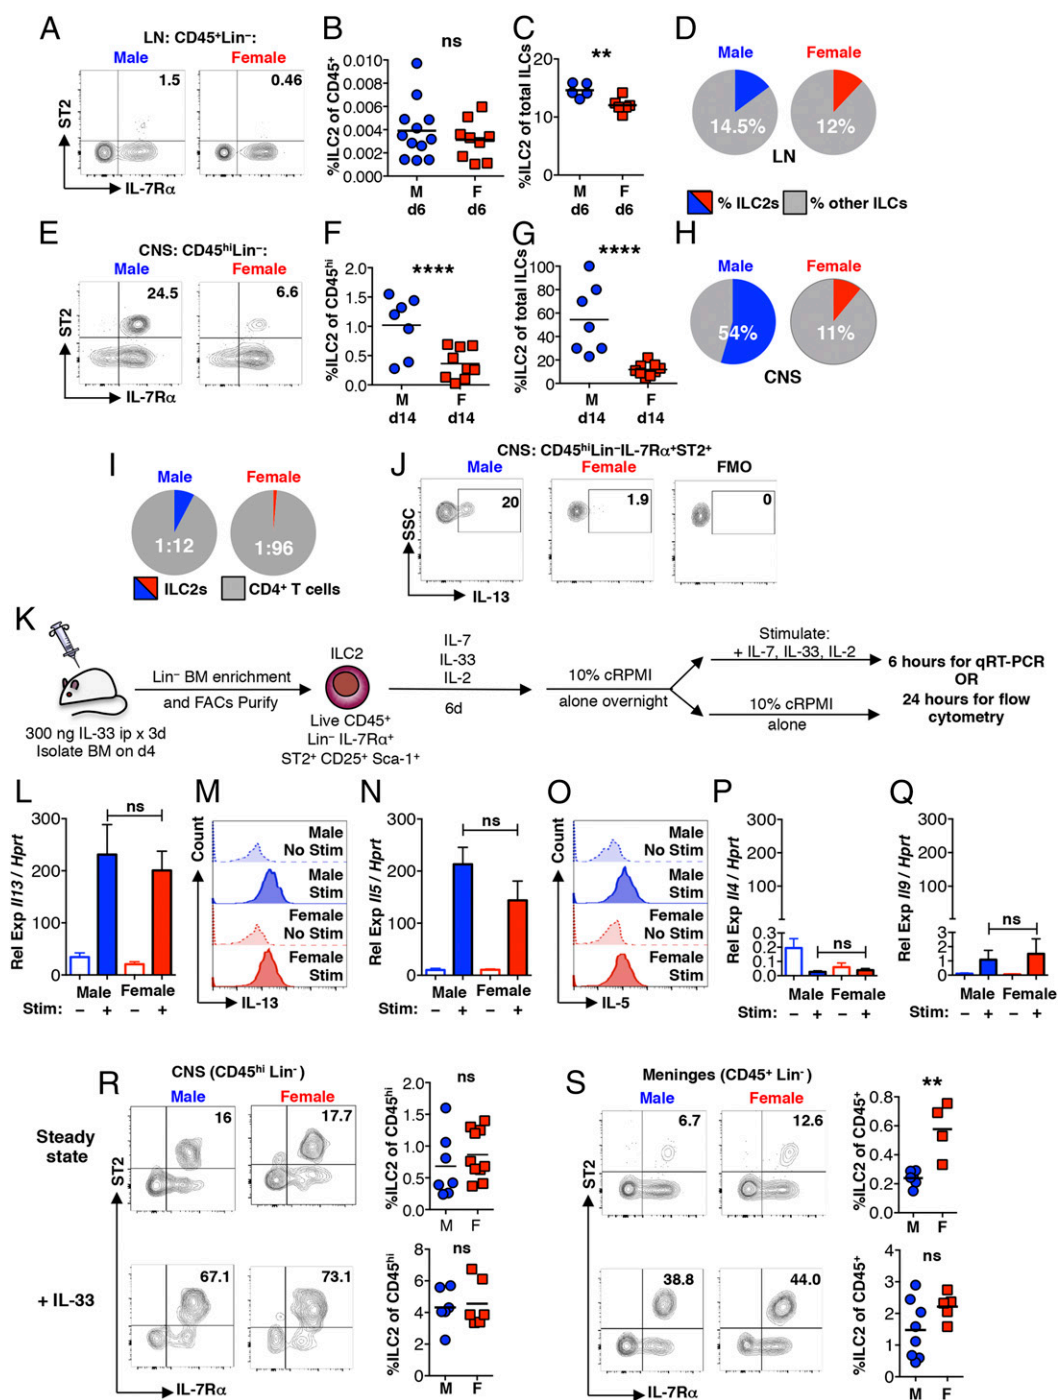 A
LN: CD45⁺Lin⁻:
Male
Female
1.5
0.46
ST2
IL-7Rα
B
ns
%ILC2 of CD45⁺
0.010
0.008
0.006
0.004
0.002
0.000
M
F
d6
d6
C
**
%ILC2 of total ILCs
20
10
0
M
F
d6
d6
D
Male
Female
14.5%
12%
LN
% ILC2s
% other ILCs
E
CNS: CD45ʰⁱLin⁻:
Male
Female
24.5
6.6
ST2
IL-7Rα
F
****
%ILC2 of CD45ʰⁱ
1.5
1.0
0.5
0.0
M
F
d14
d14
G
****
%ILC2 of total ILCs
100
80
60
40
20
0
M
F
d14
d14
H
Male
Female
54%
11%
CNS
I
Male
Female
1:12
1:96
ILC2s
CD4⁺ T cells
J
CNS: CD45ʰⁱLin⁻IL-7Rα⁺ST2⁺
Male
Female
FMO
20
1.9
0
SSC
IL-13
K
300 ng IL-33 ip x 3d
Isolate BM on d4
Lin⁻ BM enrichment
and FACs Purify
ILC2
Live CD45⁺
Lin⁻ IL-7Rα⁺
ST2⁺ CD25⁺ Sca-1⁺
IL-7
IL-33
IL-2
6d
10% cRPMI
alone overnight
Stimulate:
+ IL-7, IL-33, IL-2
10% cRPMI
alone
6 hours for qRT-PCR
OR
24 hours for flow
cytometry
L
ns
Rel Exp Il13 / Hprt
300
200
100
0
Male
Female
Stim: − + − +
M
Count
Male
No Stim
Male
Stim
Female
No Stim
Female
Stim
IL-13
N
ns
Rel Exp Il5 / Hprt
300
200
100
0
Male
Female
− + − +
O
Count
Male
No Stim
Male
Stim
Female
No Stim
Female
Stim
IL-5
P
Rel Exp Il4 / Hprt
300
200
100
0.3
0.2
0.1
0.0
ns
Male
Female
Stim: − + − +
Q
Rel Exp Il9 / Hprt
300
200
100
3
2
1
0
ns
Male
Female
− + − +
R
CNS (CD45ʰⁱ Lin⁻)
Male
Female
Steady
state
16
17.7
ST2
ns
%ILC2 of CD45ʰⁱ
2.0
1.5
1.0
0.5
0.0
M
F
+ IL-33
67.1
73.1
IL-7Rα
ns
%ILC2 of CD45ʰⁱ
8
6
4
2
0
M
F
S
Meninges (CD45⁺ Lin⁻)
Male
Female
6.7
12.6
ST2
**
%ILC2 of CD45⁺
0.8
0.6
0.4
0.2
0.0
M
F
38.8
44.0
IL-7Rα
ns
%ILC2 of CD45⁺
4
3
2
1
0
M
F